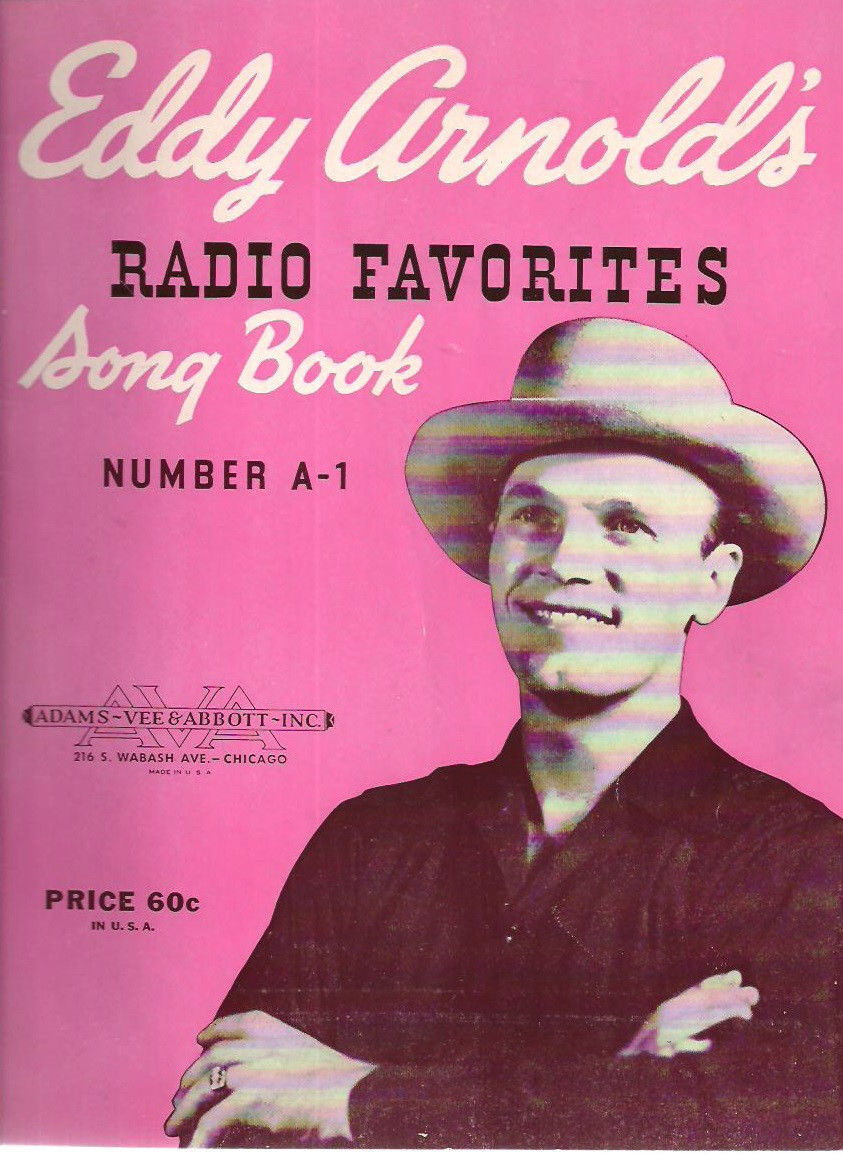 Eddy Arnold's
RADIO FAVORITES
Song Book
NUMBER A-1
AVA
ADAMS~VEE & ABBOTT~INC.
216 S. WABASH AVE.–CHICAGO
MADE IN U S A
PRICE 60c
IN U. S. A.